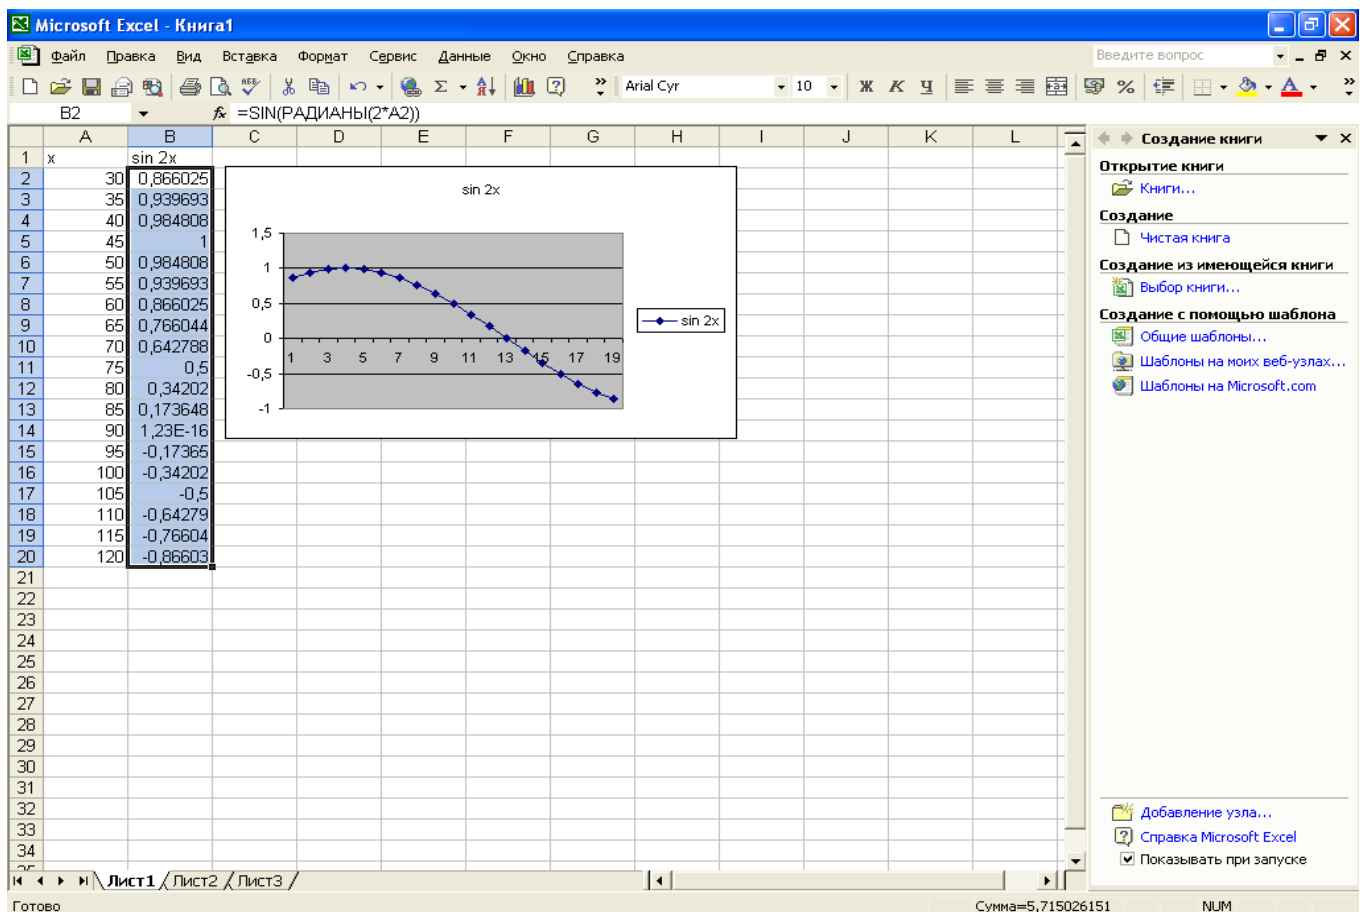 Microsoft Excel - Книга1
Файл Правка Вид Вставка Формат Сервис Данные Окно Справка Введите вопрос
Arial Cyr 10 Ж К Ч
B2 fx =SIN(РАДИАНЫ(2*A2))
A B C D E F G H I J K L
1 x sin 2x
2 30 0,866025
3 35 0,939693
4 40 0,984808
5 45 1
6 50 0,984808
7 55 0,939693
8 60 0,866025
9 65 0,766044
10 70 0,642788
11 75 0,5
12 80 0,34202
13 85 0,173648
14 90 1,23E-16
15 95 -0,17365
16 100 -0,34202
17 105 -0,5
18 110 -0,64279
19 115 -0,76604
20 120 -0,86603
21
22
23
24
25
26
27
28
29
30
31
32
33
34
35
sin 2x
1,5
1
0,5
0
-0,5
-1
1 3 5 7 9 11 13 15 17 19
sin 2x
Создание книги
Открытие книги
Книги...
Создание
Чистая книга
Создание из имеющейся книги
Выбор книги...
Создание с помощью шаблона
Общие шаблоны...
Шаблоны на моих веб-узлах...
Шаблоны на Microsoft.com
Добавление узла...
Справка Microsoft Excel
Показывать при запуске
Лист1 Лист2 Лист3
Готово Сумма=5,715026151 NUM